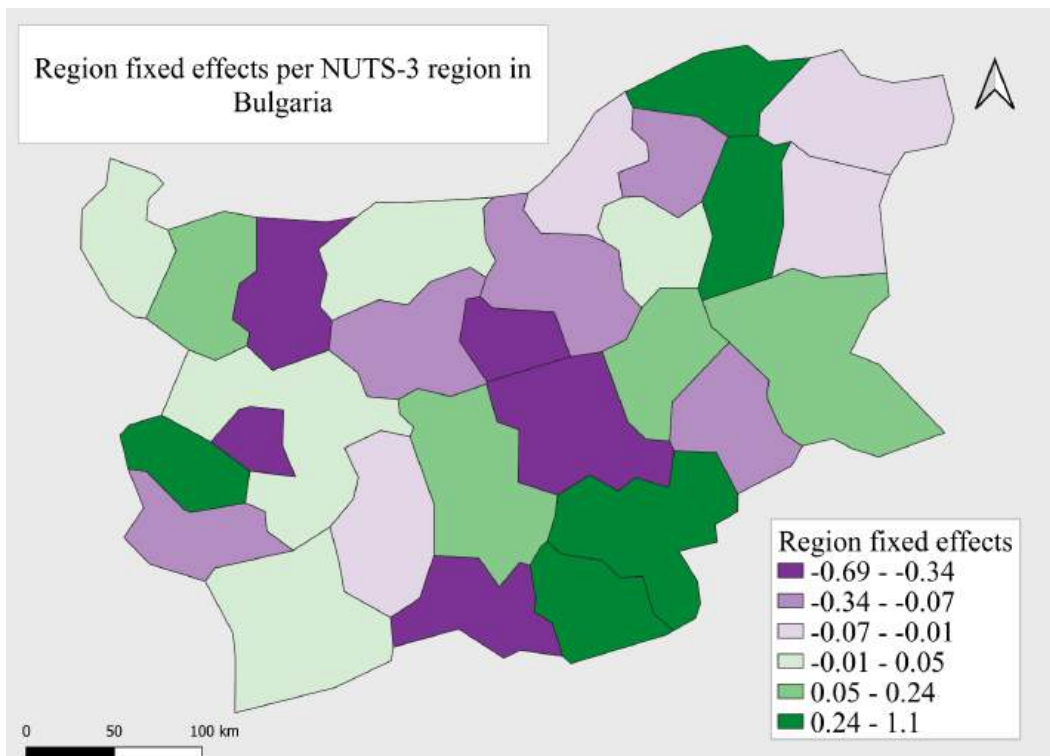 Region fixed effects per NUTS-3 region in
Bulgaria
Region fixed effects
-0.69 - -0.34
-0.34 - -0.07
-0.07 - -0.01
-0.01 - 0.05
0.05 - 0.24
0.24 - 1.1
0 50 100 km